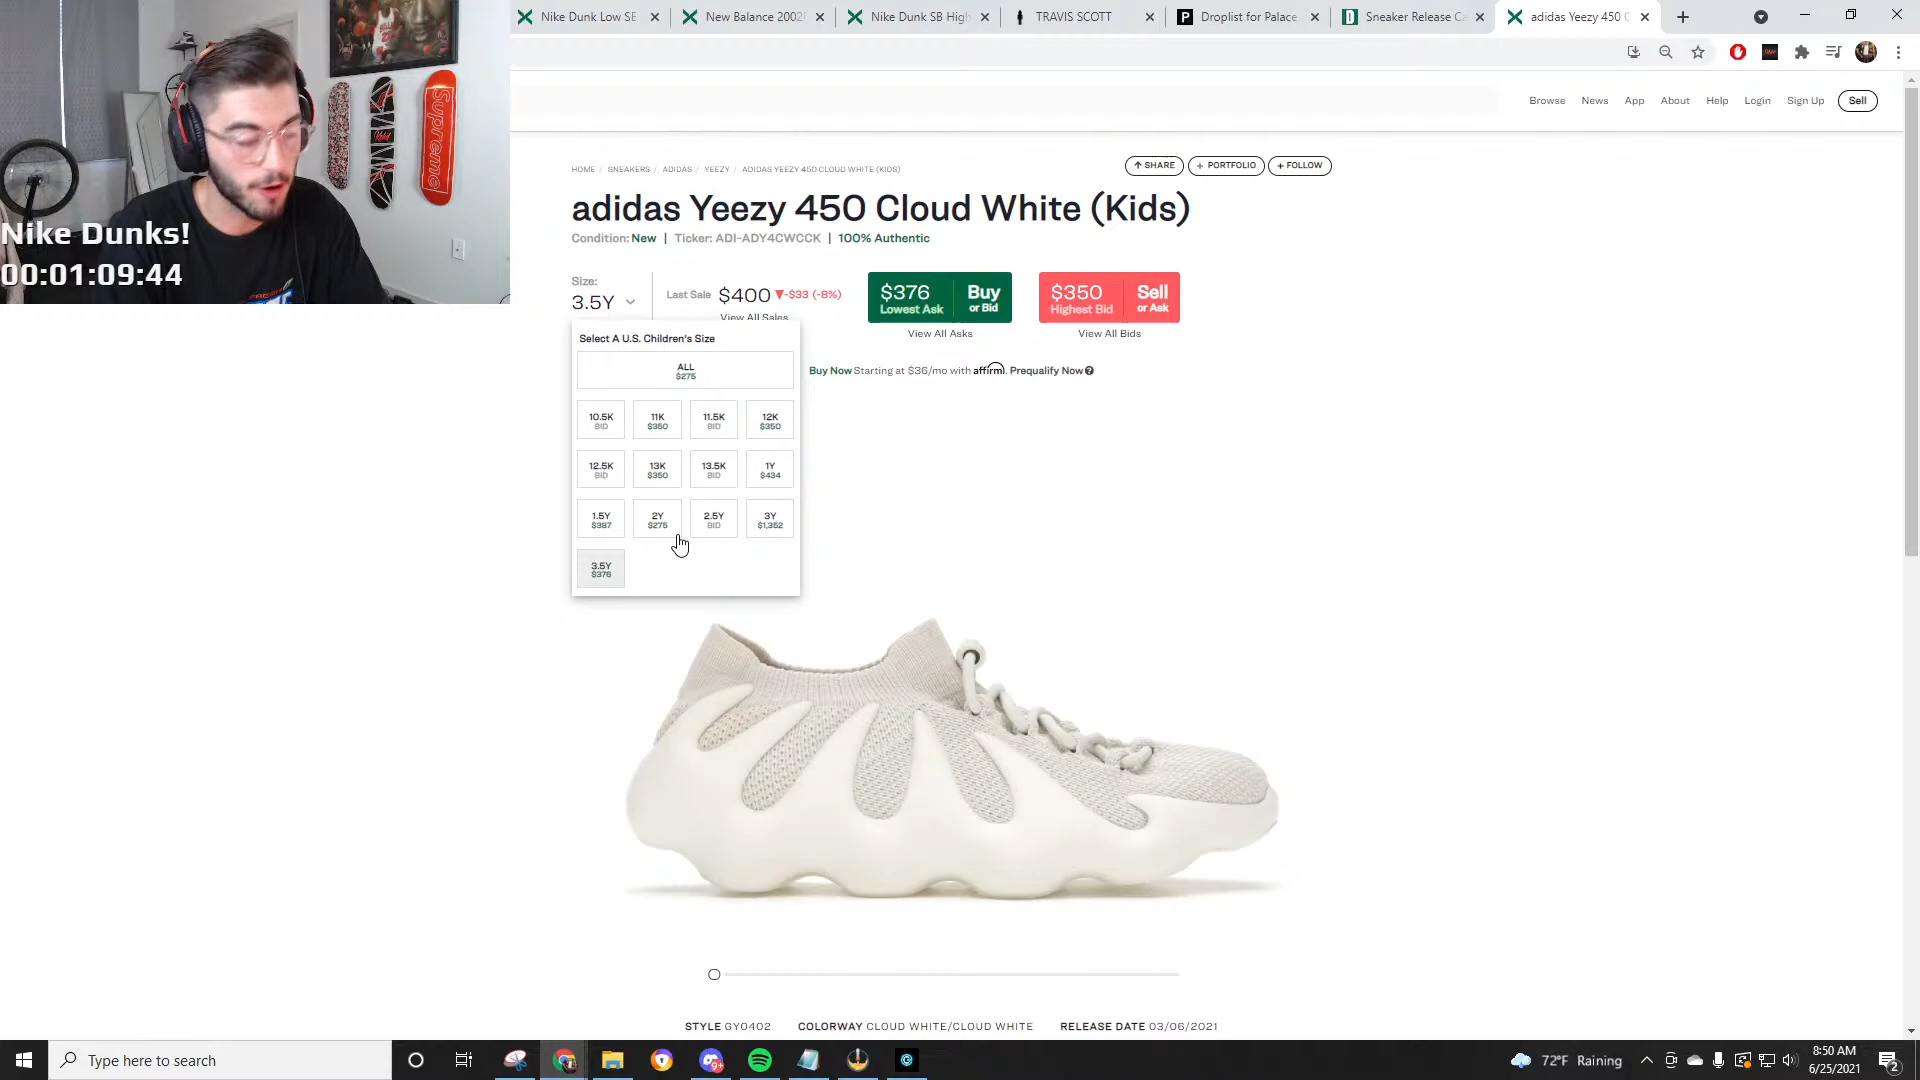 Nike Dunk Low SE
New Balance 2002
Nike Dunk SB High
TRAVIS SCOTT
Droplist for Palace
Sneaker Release Ca
adidas Yeezy 450 C
Browse News App About Help Login Sign Up Sell
HOME / SNEAKERS / ADIDAS / YEEZY / ADIDAS YEEZY 450 CLOUD WHITE (KIDS)
SHARE + PORTFOLIO + FOLLOW
adidas Yeezy 450 Cloud White (Kids)
Condition: New | Ticker: ADI-ADY4CWCCK | 100% Authentic
Supreme
Nike Dunks!
00:01:09:44
Size:
3.5Y
Last Sale $400 ▼-$33 (-8%)
View All Sales
$376 Buy
Lowest Ask or Bid
View All Asks
$350 Sell
Highest Bid or Ask
View All Bids
Select A U.S. Children's Size
ALL
$275
10.5K 11K 11.5K 12K
BID $350 BID $350
12.5K 13K 13.5K 1Y
BID $350 BID $434
1.5Y 2Y 2.5Y 3Y
$387 $275 BID $1,352
3.5Y
$376
Buy Now Starting at $36/mo with affirm. Prequalify Now
STYLE GY0402 COLORWAY CLOUD WHITE/CLOUD WHITE RELEASE DATE 03/06/2021
Type here to search
9+
72°F Raining
8:50 AM
6/25/2021
2